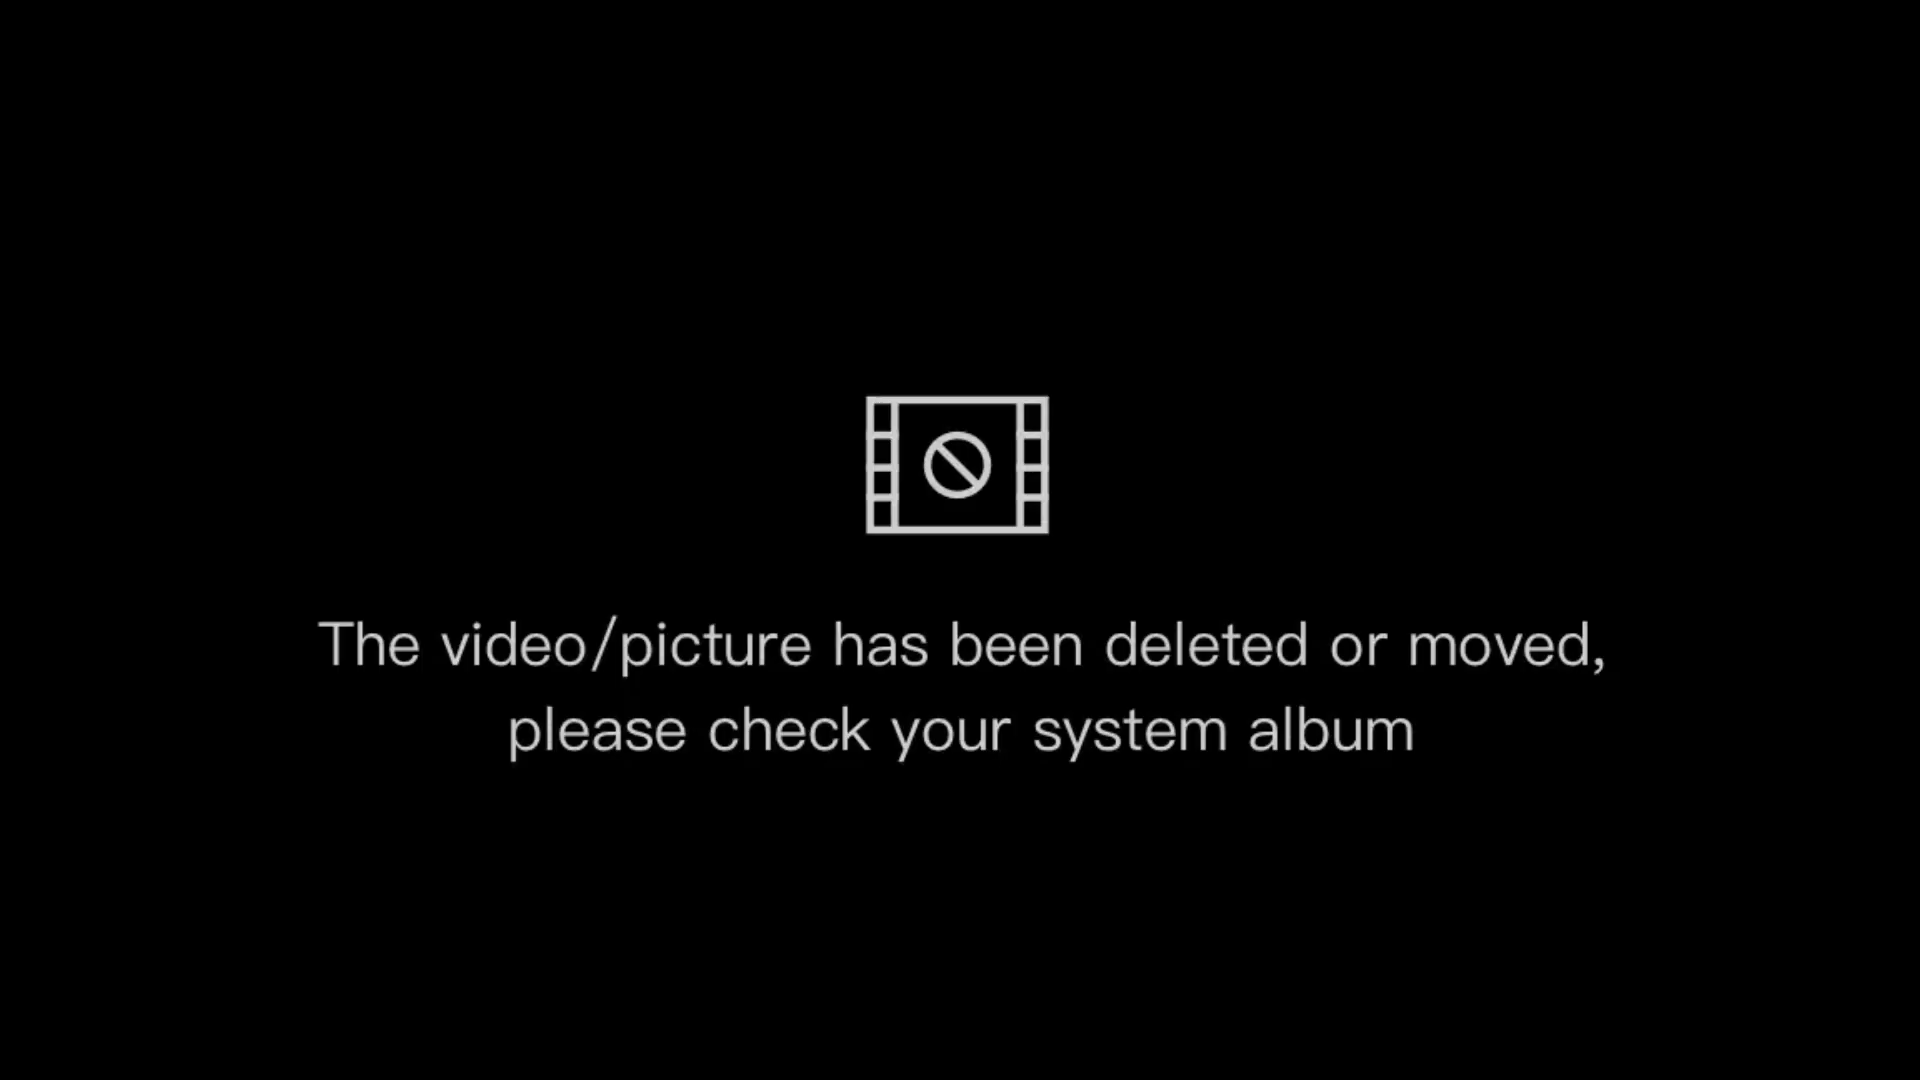 The video/picture has been deleted or moved,
please check your system album